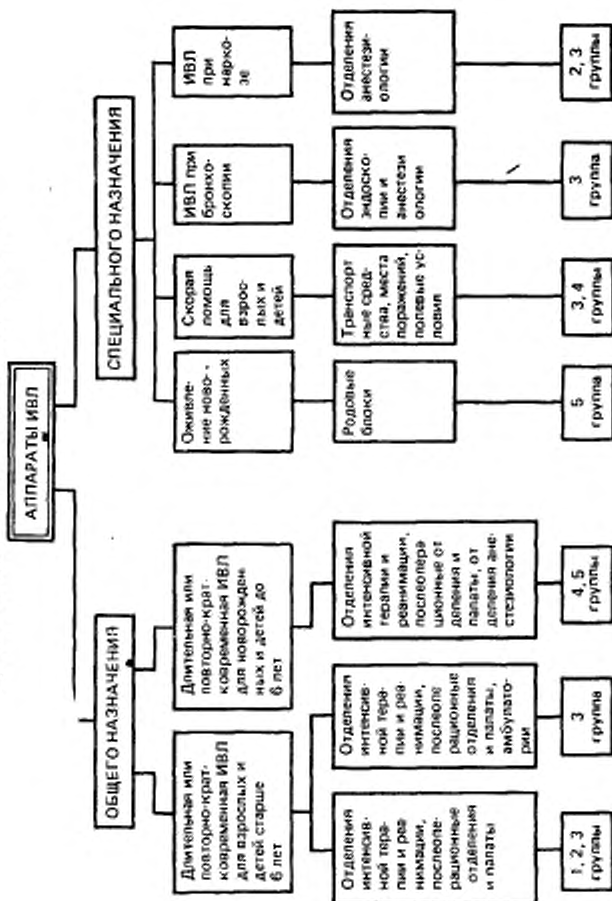 АППАРАТЫ ИВЛ
ОБЩЕГО НАЗНАЧЕНИЯ
СПЕЦИАЛЬНОГО НАЗНАЧЕНИЯ
Длительная или
повторно-крат-
ковременная ИВЛ
для взрослых и
детей старше
6 лет
Длительная или
повторно-крат-
ковременная ИВЛ
для новорожден
ных и детей до
6 лет
Оживле-
ние ново-
рожденных
Скорая
помощь
для
взрос-
лых и
детей
ИВЛ при
бронхо-
скопии
ИВЛ
при
нарко-
зе
Отделения
интенсив-
ной тера-
пии и реа
нимации,
послеопе-
рационные
отделения
и палаты
Отделения
интенсив-
ной тера-
пии и реа-
нимации,
послеопе
рационные
отделения
и палаты,
амбулато-
рии
Отделения
интенсивной
терапии и
реанимации,
послеопера
ционные от
деления и
палаты, от
деления ане
стезиологии
Родовые
блоки
Транспорт
ные сред-
ства, места
поражений,
полевые ус-
ловия
Отделения
эндоско-
пии и
анестези
ологии
Отделения
анестези-
ологии
1, 2, 3
группы
3
группа
4, 5
группы
5
группа
3, 4
группы
3
группа
2, 3
группы